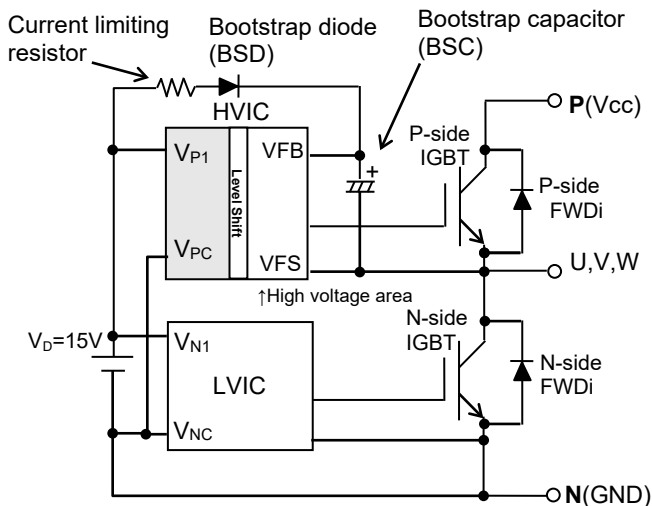 Current limiting
resistor
Bootstrap diode
(BSD)
Bootstrap capacitor
(BSC)
HVIC
P(Vcc)
VP1
Level Shift
VFB
+
P-side
IGBT
P-side
FWDi
VPC
VFS
U,V,W
↑High voltage area
VD=15V
VN1
LVIC
N-side
IGBT
N-side
FWDi
VNC
N(GND)